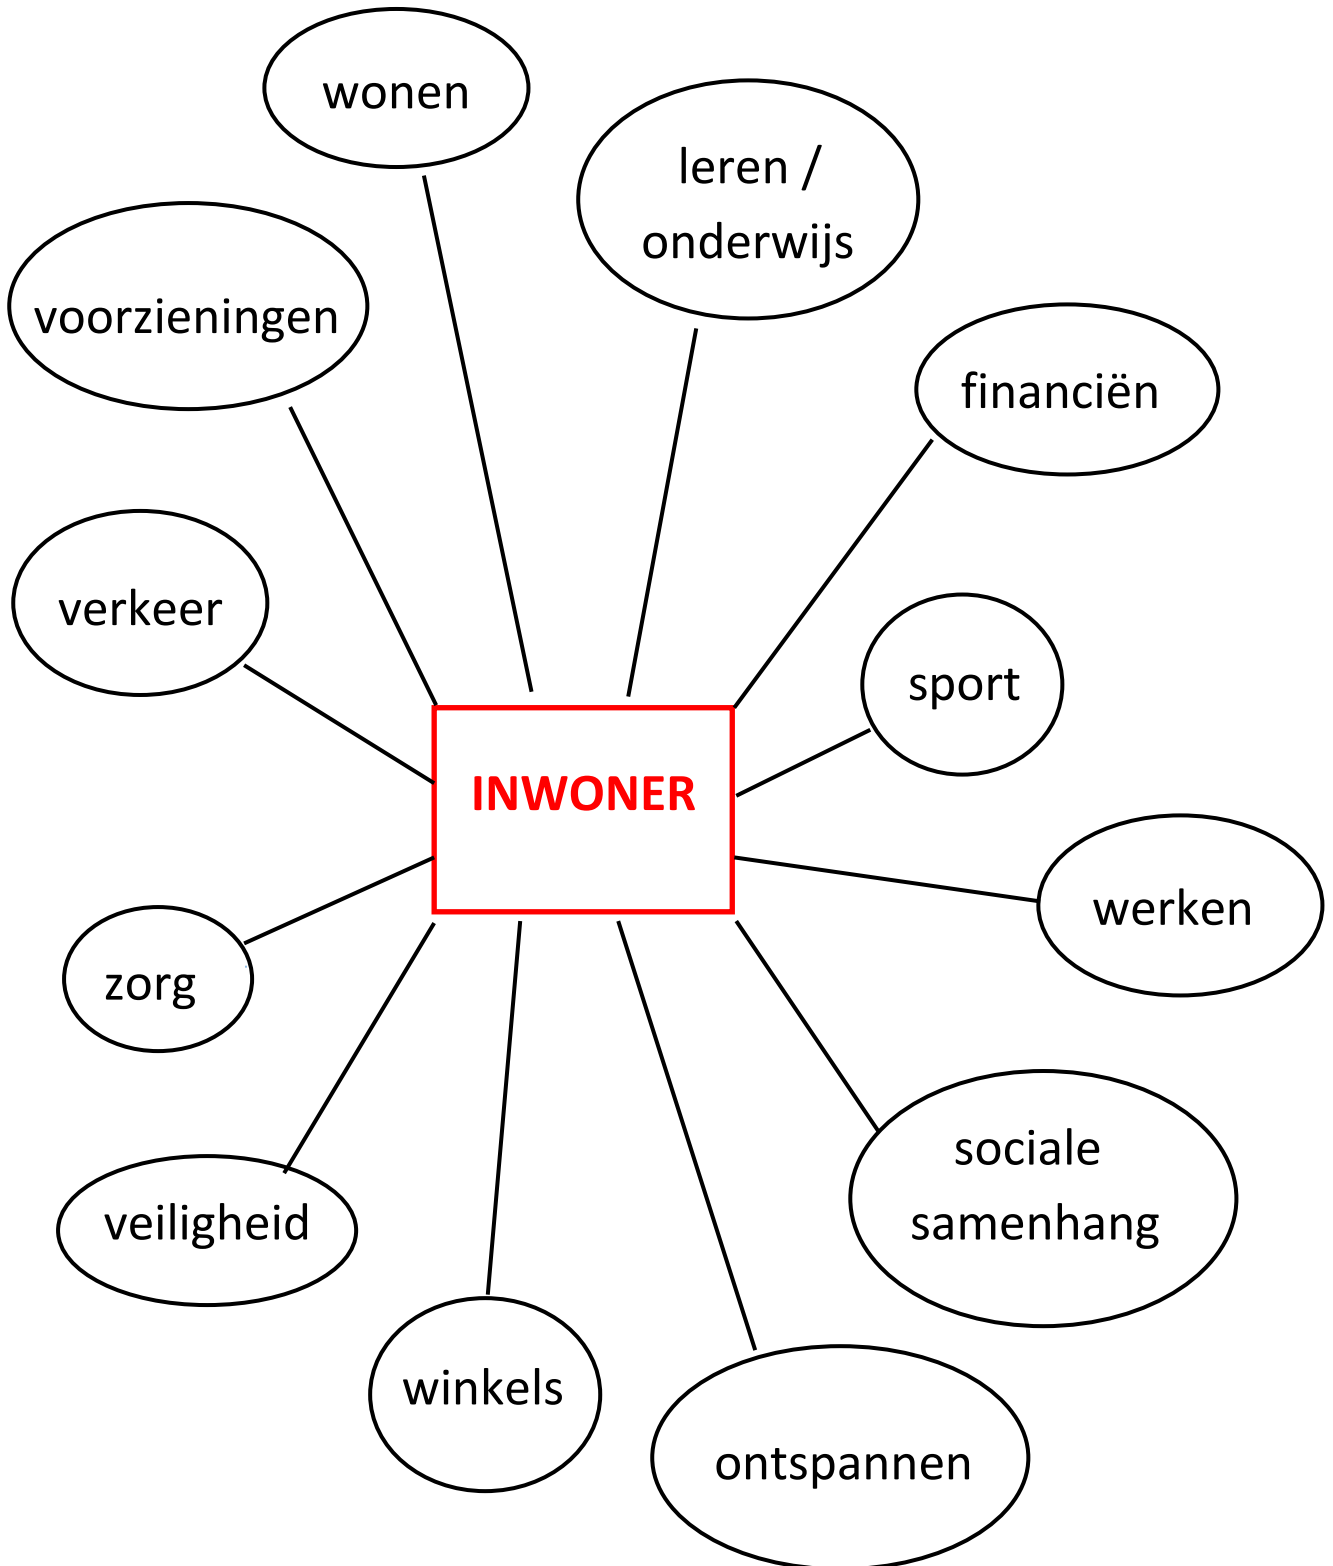 wonen
leren /
onderwijs
voorzieningen
financiën
verkeer
sport
INWONER
werken
zorg
sociale
samenhang
veiligheid
winkels
ontspannen